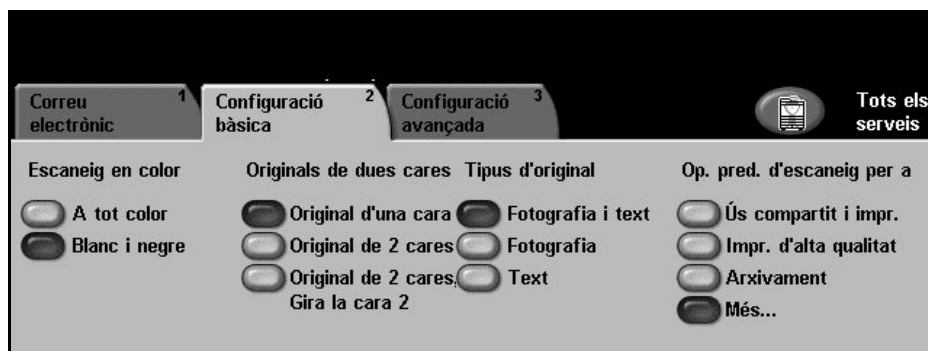 Correu 1
electrònic
Configuració 2
bàsica
Configuració 3
avançada
Tots els
serveis
Escaneig en color
A tot color
Blanc i negre
Originals de dues cares
Original d'una cara
Original de 2 cares
Original de 2 cares,
Gira la cara 2
Tipus d'original
Fotografia i text
Fotografia
Text
Op. pred. d'escaneig per a
Ús compartit i impr.
Impr. d'alta qualitat
Arxivament
Més...